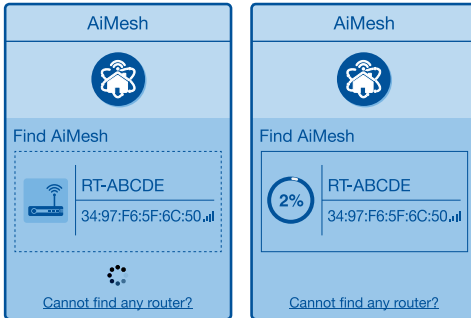 AiMesh
Find AiMesh
RT-ABCDE
34:97:F6:5F:6C:50
Cannot find any router?
AiMesh
Find AiMesh
2%
RT-ABCDE
34:97:F6:5F:6C:50
Cannot find any router?